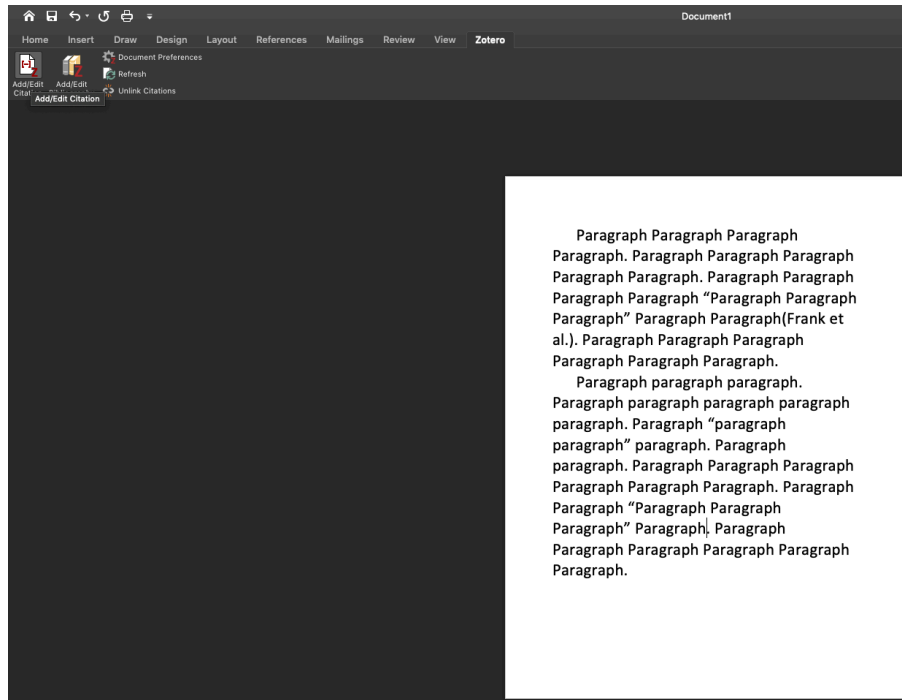 Document1
Home Insert Draw Design Layout References Mailings Review View Zotero
Document Preferences
Refresh
Unlink Citations
Add/Edit
Add/Edit
Add/Edit Citation
Paragraph Paragraph Paragraph
Paragraph. Paragraph Paragraph Paragraph
Paragraph Paragraph. Paragraph Paragraph
Paragraph Paragraph “Paragraph Paragraph
Paragraph” Paragraph Paragraph(Frank et
al.). Paragraph Paragraph Paragraph
Paragraph Paragraph Paragraph.
Paragraph paragraph paragraph.
Paragraph paragraph paragraph paragraph
paragraph. Paragraph “paragraph
paragraph” paragraph. Paragraph
paragraph. Paragraph Paragraph Paragraph
Paragraph Paragraph Paragraph. Paragraph
Paragraph “Paragraph Paragraph
Paragraph” Paragraph. Paragraph
Paragraph Paragraph Paragraph Paragraph
Paragraph.